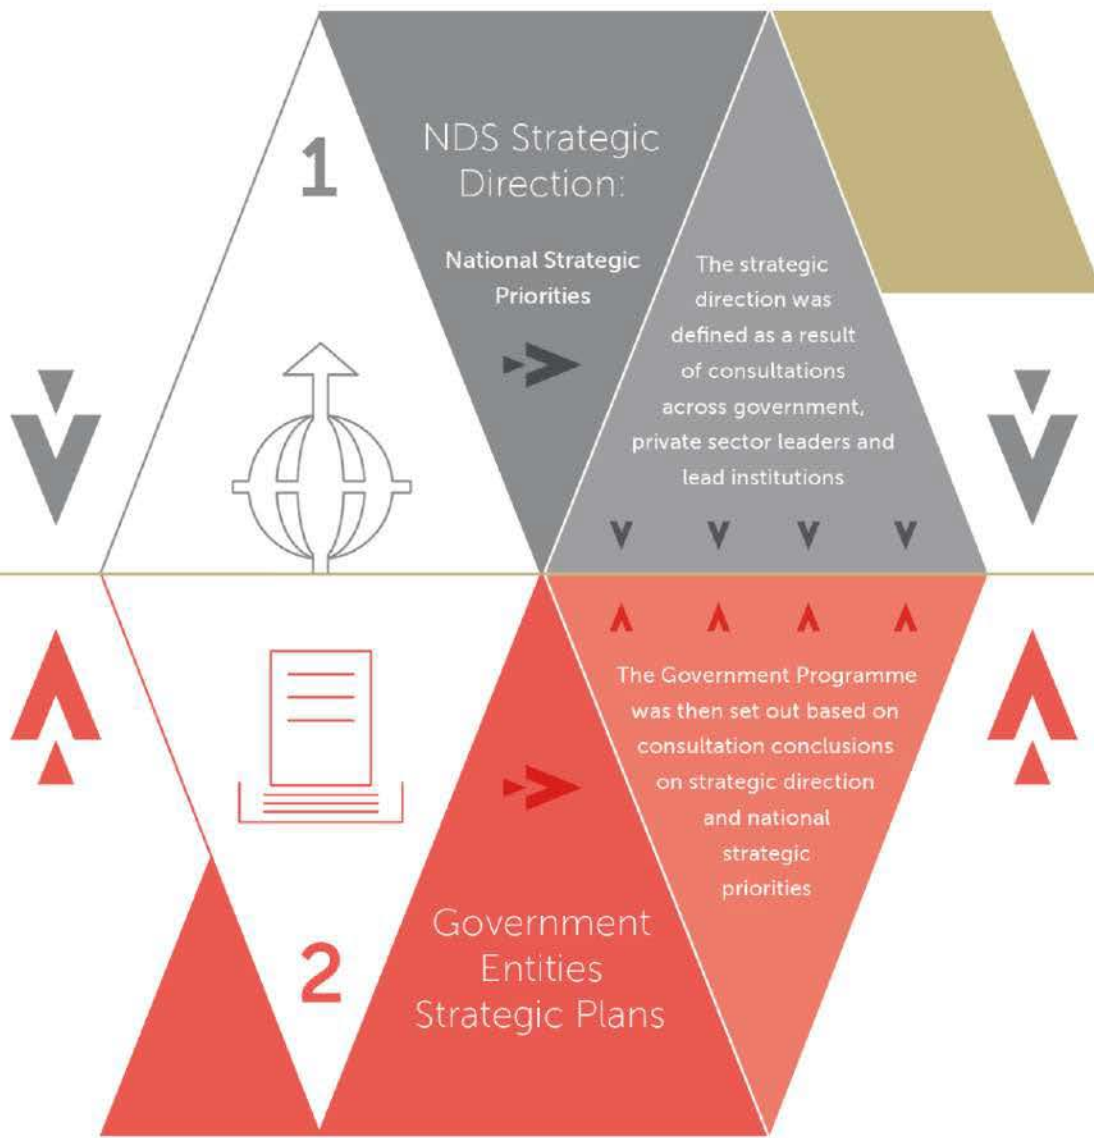 1
NDS Strategic
Direction:
National Strategic
Priorities
The strategic
direction was
defined as a result
of consultations
across government,
private sector leaders and
lead institutions
The Government Programme
was then set out based on
consultation conclusions
on strategic direction
and national
strategic
priorities
2
Government
Entities
Strategic Plans